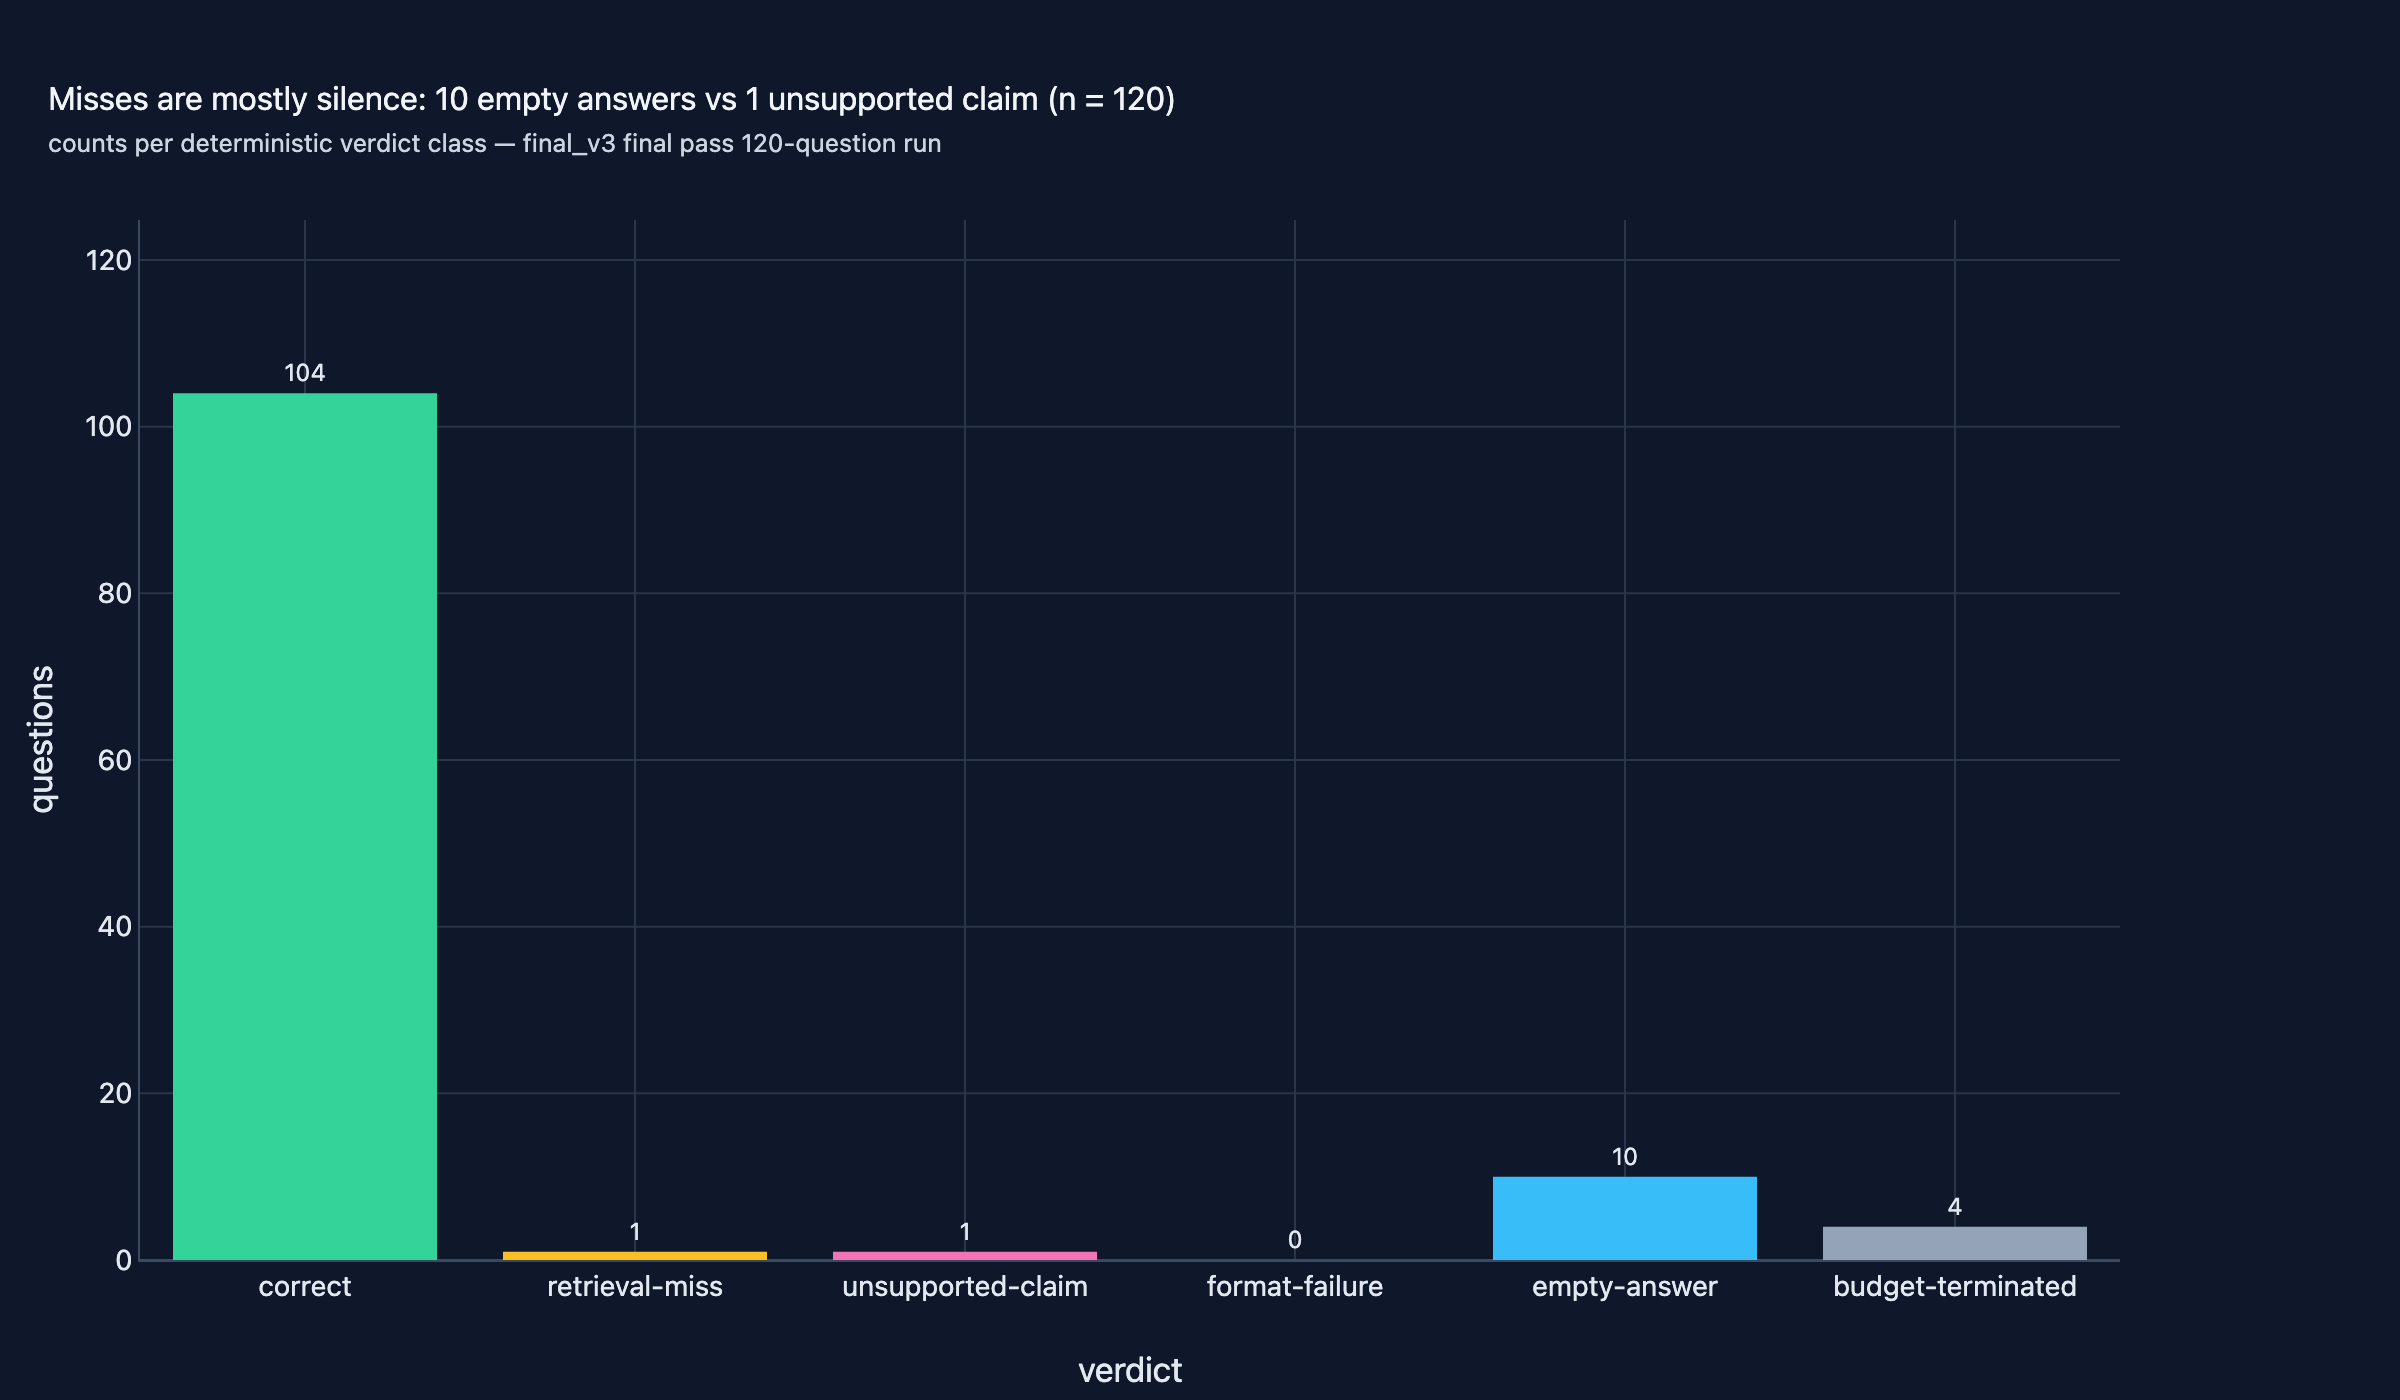 Misses are mostly silence: 10 empty answers vs 1 unsupported claim (n = 120)
counts per deterministic verdict class — final_v3 final pass 120-question run
questions
120
100
80
60
40
20
0
104
1
1
0
10
4
correct
retrieval-miss
unsupported-claim
format-failure
empty-answer
budget-terminated
verdict